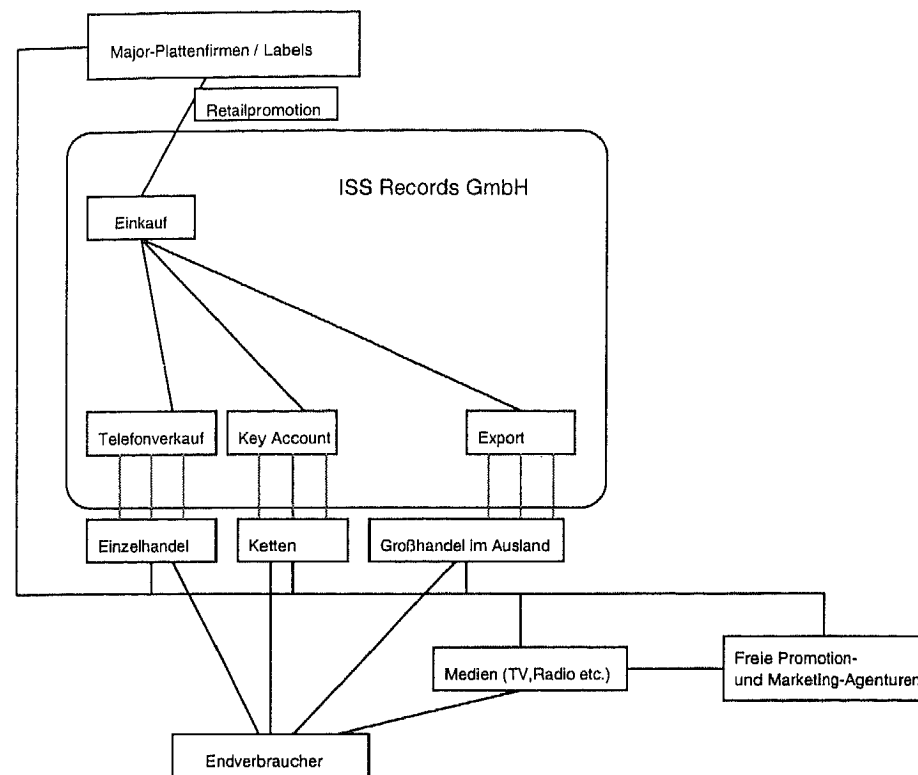 Major-Plattenfirmen / Labels
Retailpromotion
ISS Records GmbH
Einkauf
Telefonverkauf
Key Account
Export
Einzelhandel
Ketten
Großhandel im Ausland
Medien (TV,Radio etc.)
Freie Promotion-
und Marketing-Agenturen
Endverbraucher